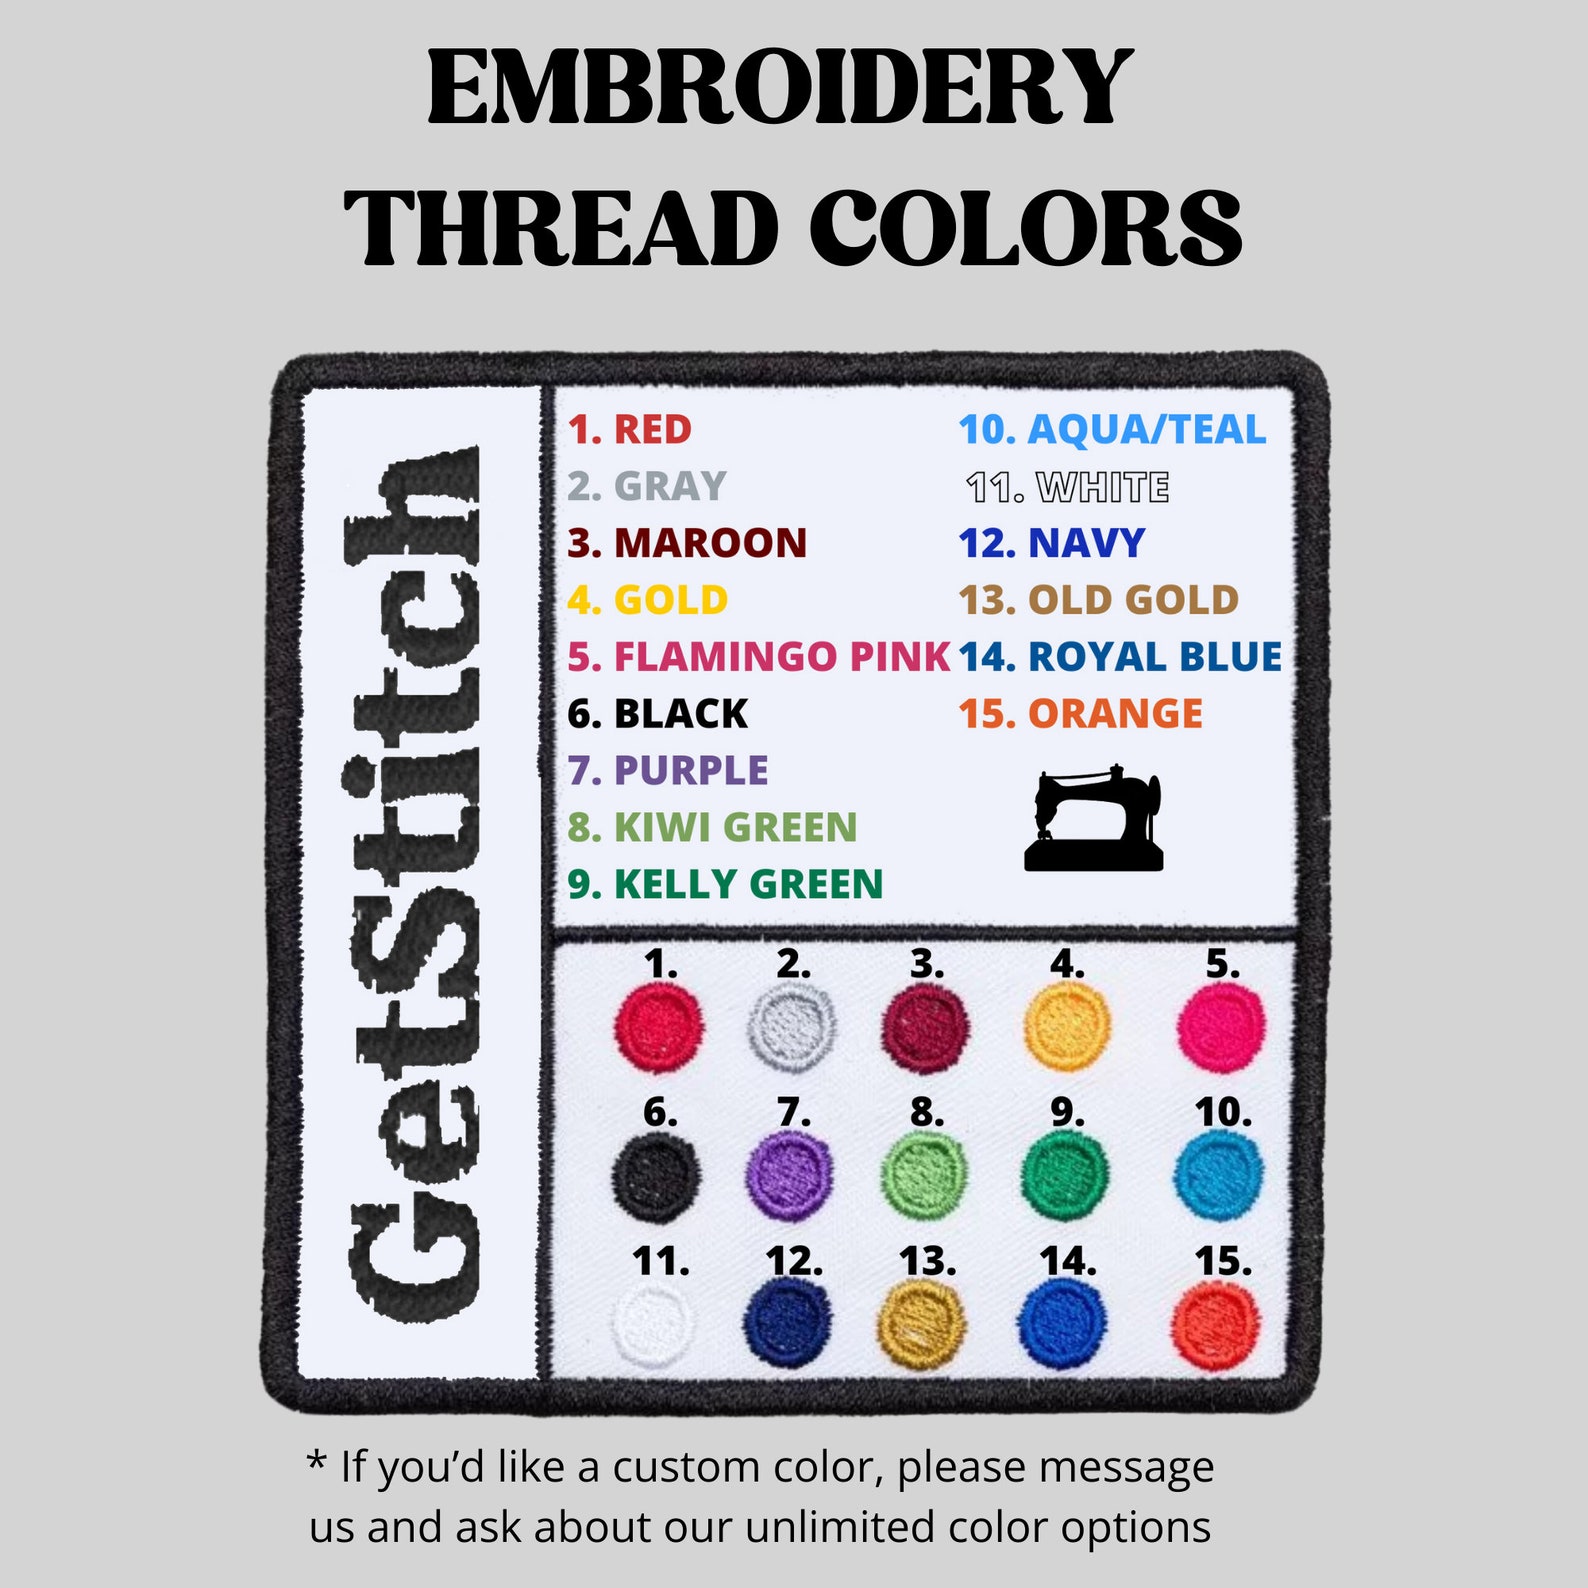 EMBROIDERY
THREAD COLORS
GetStitch
1. RED
2. GRAY
3. MAROON
4. GOLD
5. FLAMINGO PINK
6. BLACK
7. PURPLE
8. KIWI GREEN
9. KELLY GREEN
10. AQUA/TEAL
11. WHITE
12. NAVY
13. OLD GOLD
14. ROYAL BLUE
15. ORANGE
1. 2. 3. 4. 5.
6. 7. 8. 9. 10.
11. 12. 13. 14. 15.
* If you’d like a custom color, please message
us and ask about our unlimited color options